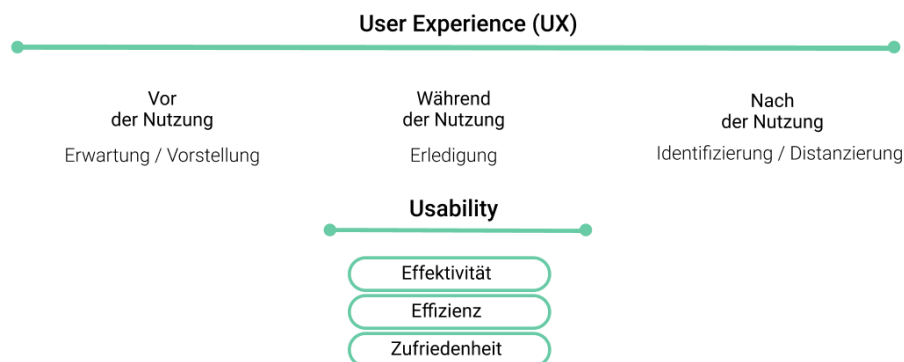 User Experience (UX)
Vor
der Nutzung
Erwartung / Vorstellung
Während
der Nutzung
Erledigung
Nach
der Nutzung
Identifizierung / Distanzierung
Usability
Effektivität
Effizienz
Zufriedenheit